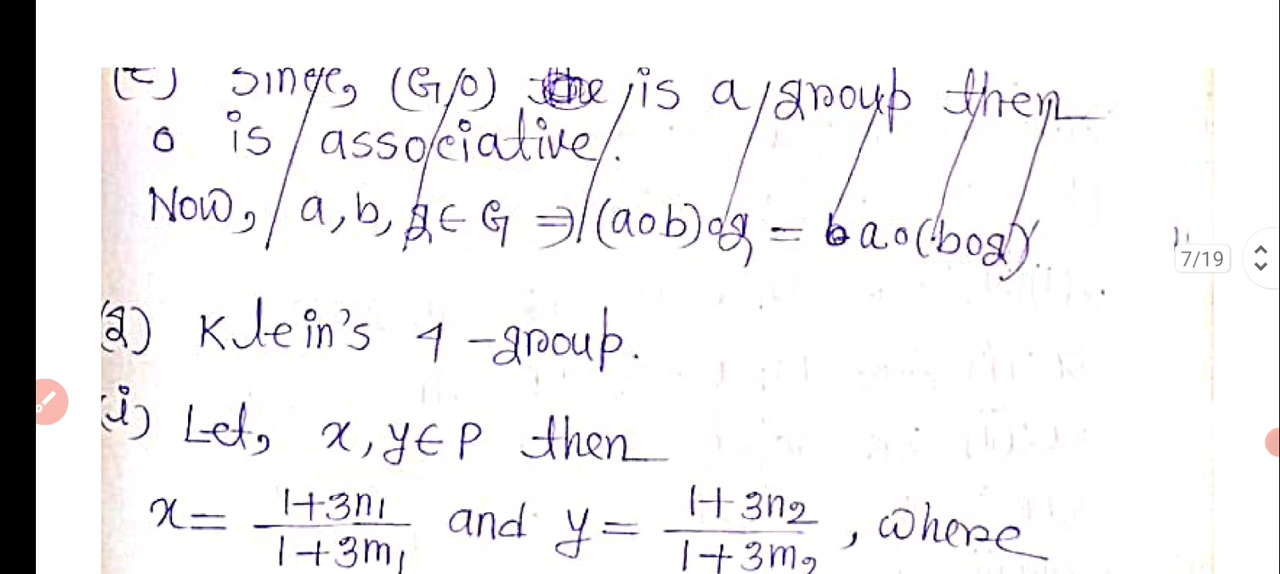 Since, (G,o) is a group then
o is associative.
Now, a, b, g ∈ G ⇒ (aob)og = ao(bog).
7/19
(g) Klein's 4-group.
(i) Let, x, y ∈ P then
x = (1+3n₁)/(1+3m₁) and y = (1+3n₂)/(1+3m₂), where